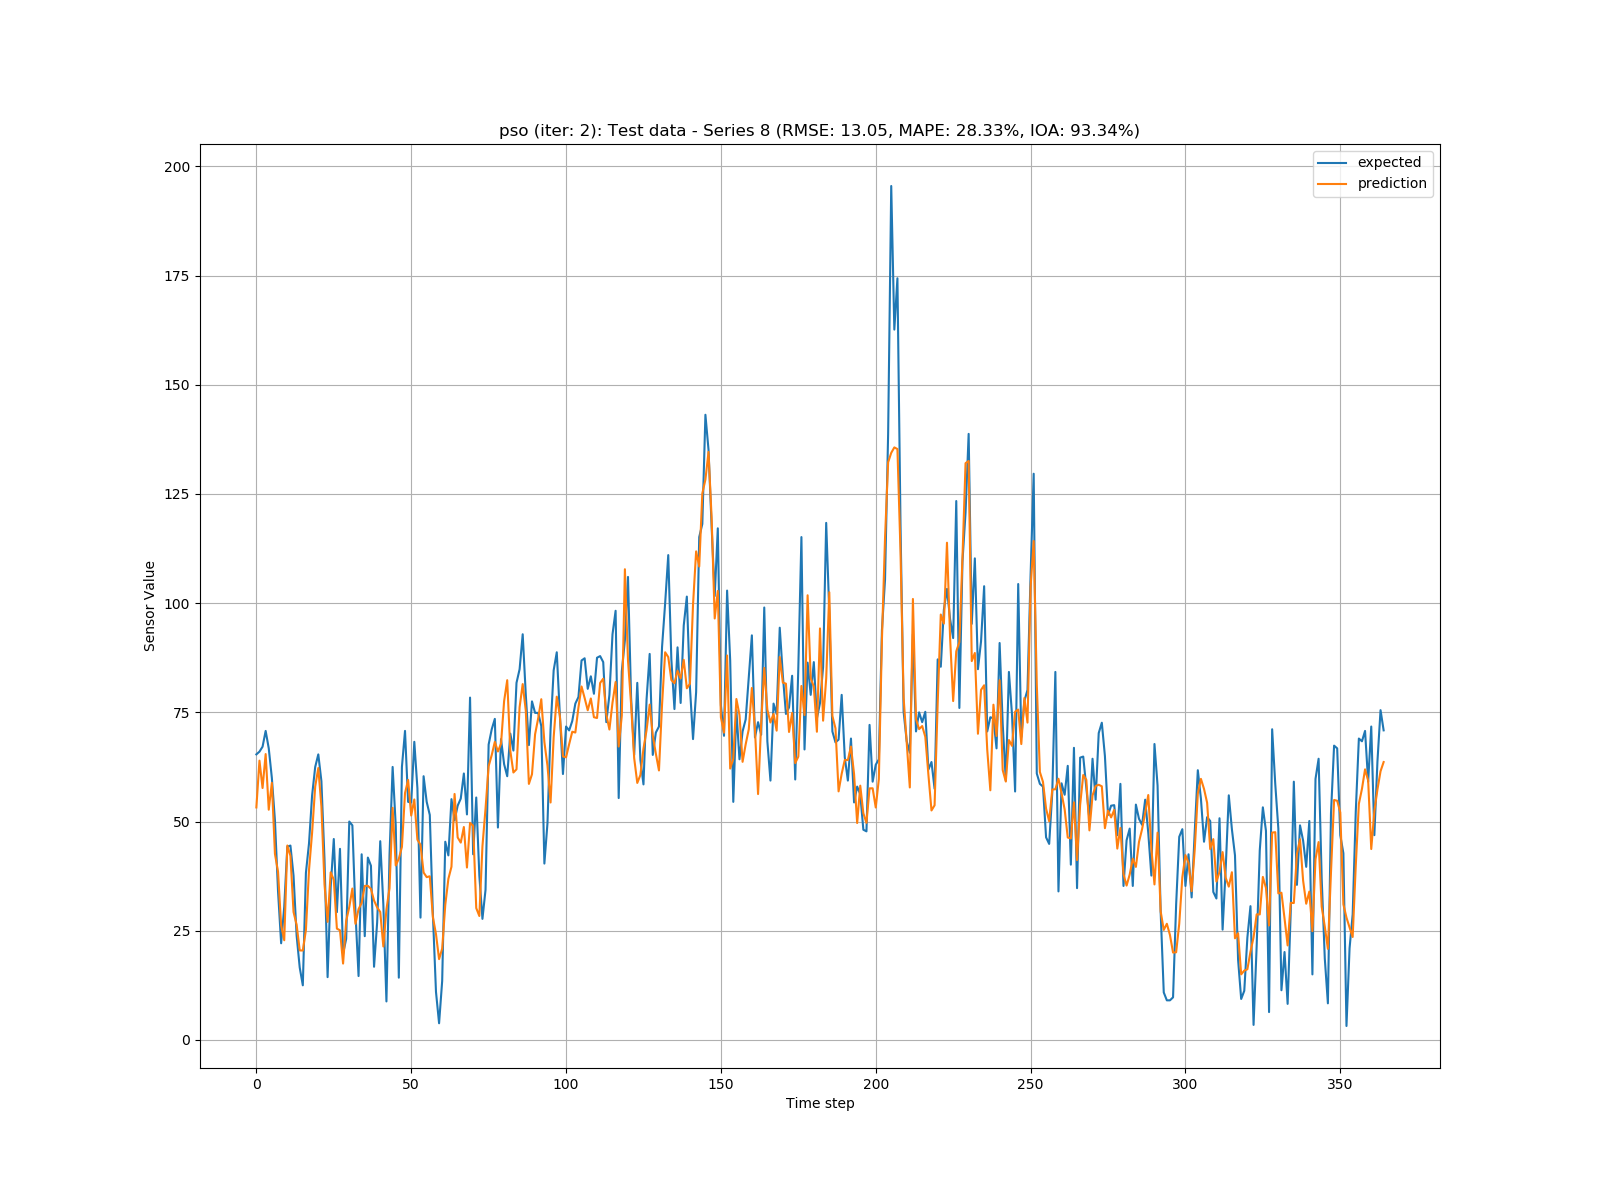 pso (iter: 2): Test data - Series 8 (RMSE: 13.05, MAPE: 28.33%, IOA: 93.34%)
expected
prediction
200
175
150
125
100
75
50
25
0
Sensor Value
0 50 100 150 200 250 300 350
Time step